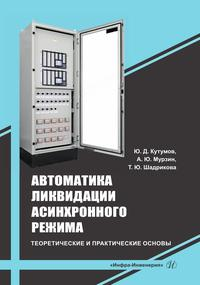 Ю. Д. Кутумов,
А. Ю. Мурзин,
Т. Ю. Шадрикова
АВТОМАТИКА
ЛИКВИДАЦИИ
АСИНХРОННОГО
РЕЖИМА
ТЕОРЕТИЧЕСКИЕ И ПРАКТИЧЕСКИЕ ОСНОВЫ
«Инфра-Инженерия»